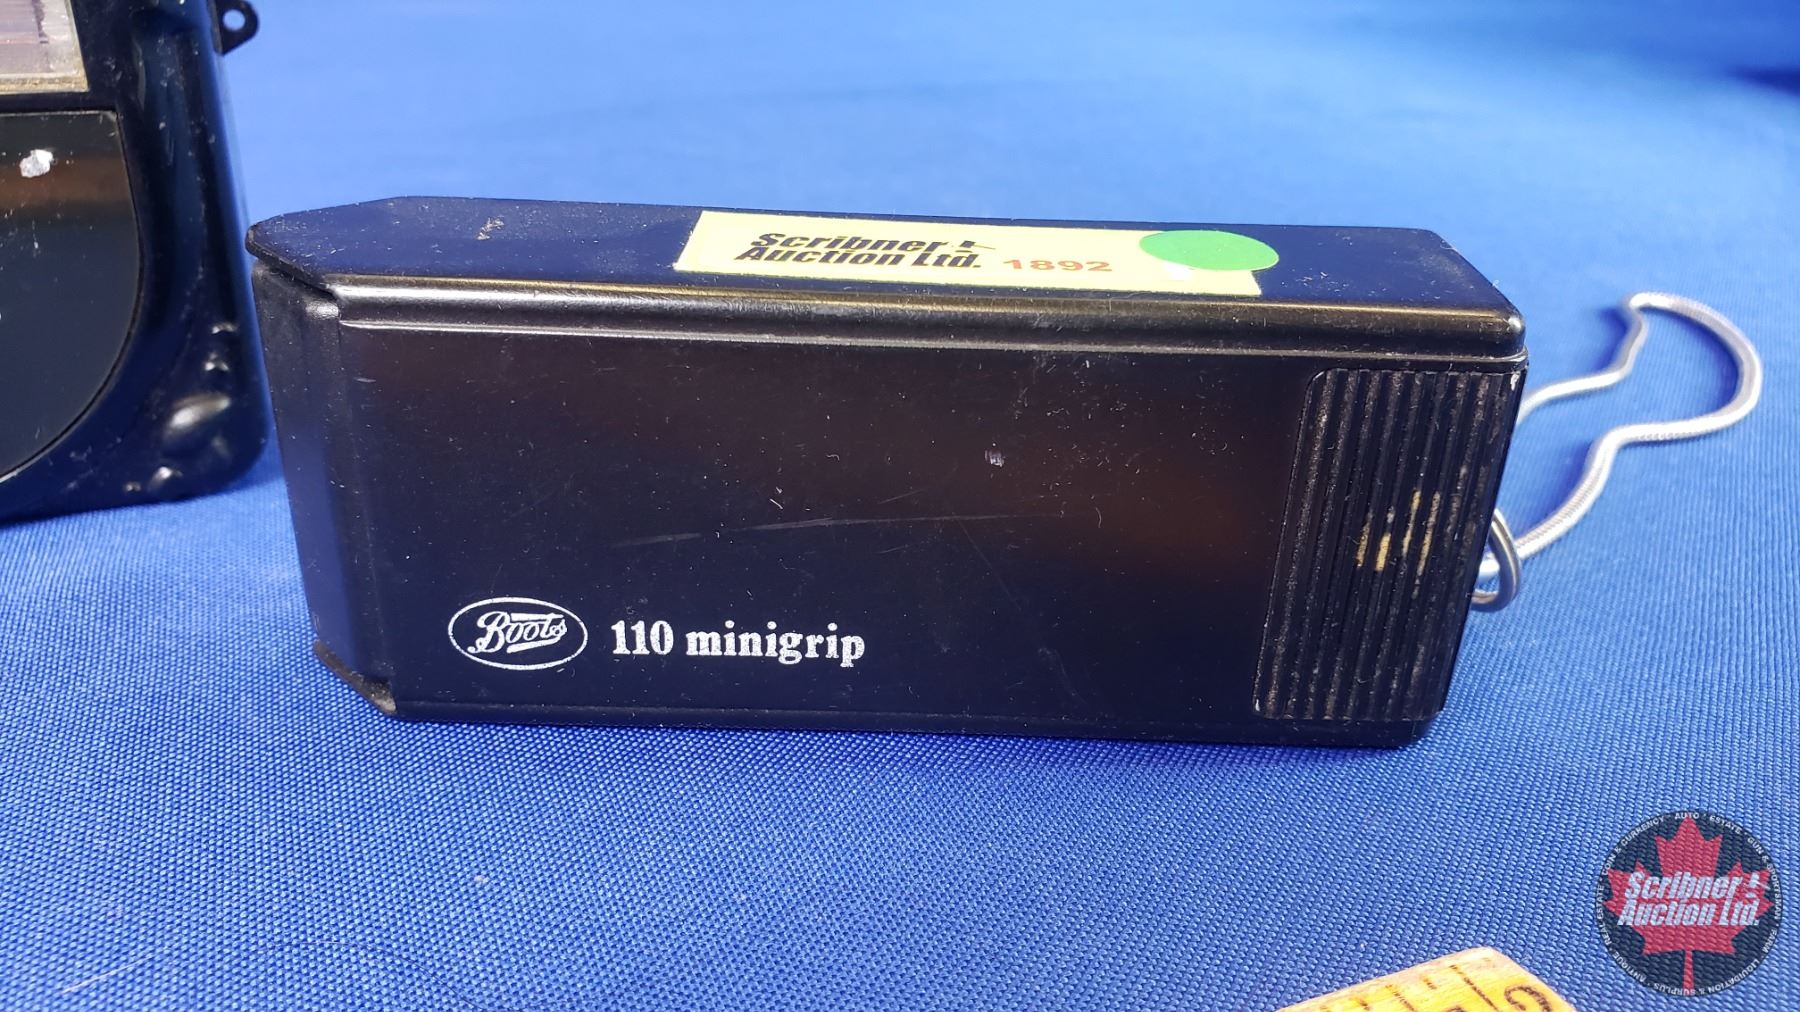 Scribner
Auction Ltd. 1892
Boots 110 minigrip
Scribner
Auction Ltd.